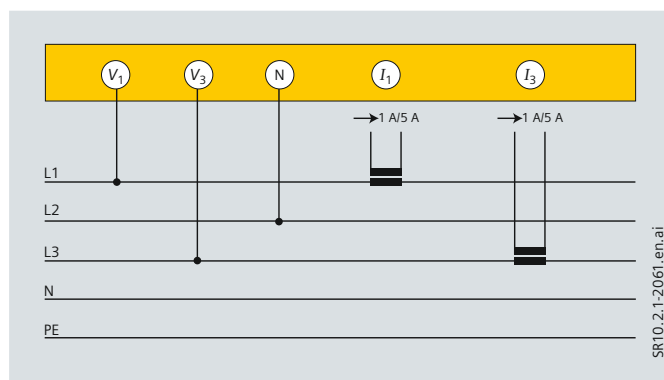 V1 V3 N I1 I3
1 A/5 A 1 A/5 A
L1
L2
L3
N
PE
SR10.2.1-2061.en.ai